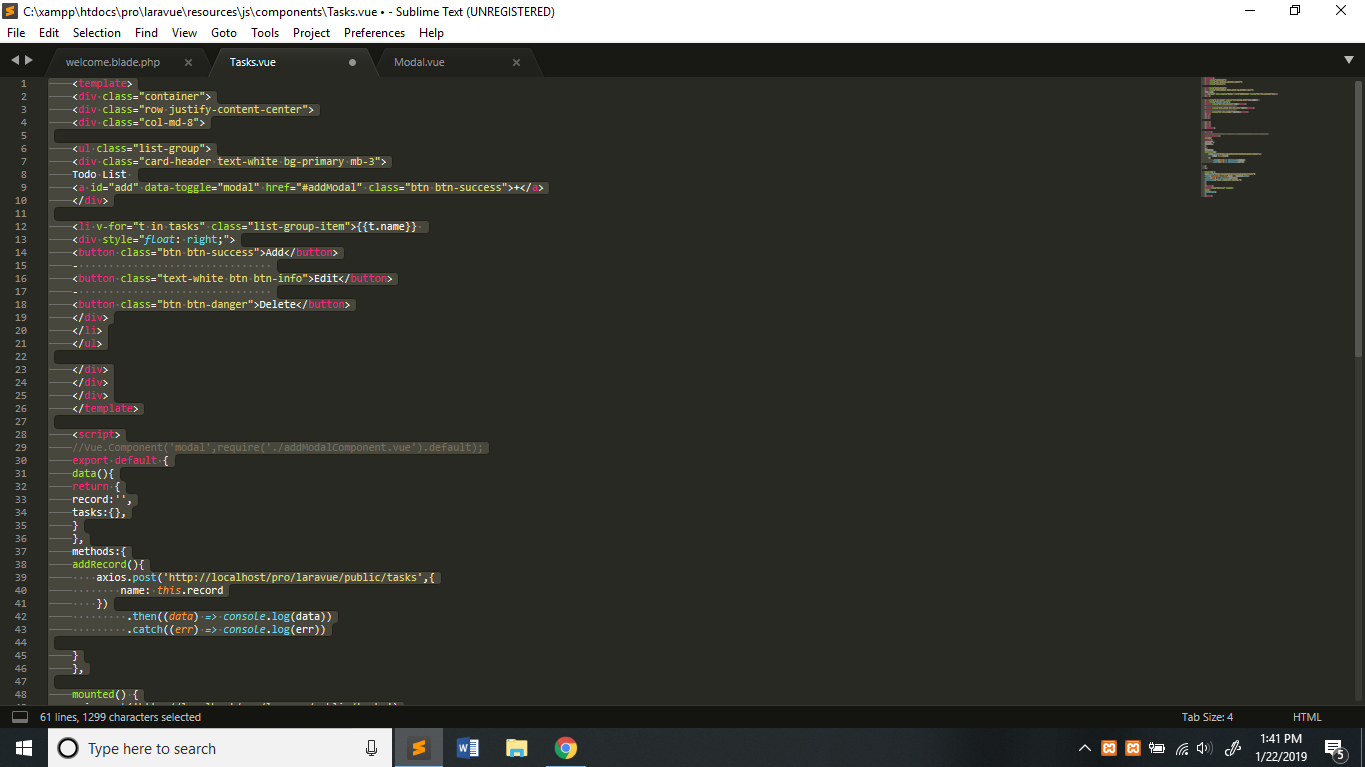 C:\xampp\htdocs\pro\laravue\resources\js\components\Tasks.vue • - Sublime Text (UNREGISTERED)
File Edit Selection Find View Goto Tools Project Preferences Help
welcome.blade.php Tasks.vue Modal.vue
1 <template>
2 <div class="container">
3 <div class="row justify-content-center">
4 <div class="col-md-8">
5
6 <ul class="list-group">
7 <div class="card-header text-white bg-primary mb-3">
8 Todo List
9 <a id="add" data-toggle="modal" href="#addModal" class="btn btn-success">+</a>
10 </div>
11
12 <li v-for="t in tasks" class="list-group-item">{{t.name}}
13 <div style="float: right;">
14 <button class="btn btn-success">Add</button>
15
16 <button class="text-white btn btn-info">Edit</button>
17
18 <button class="btn btn-danger">Delete</button>
19 </div>
20 </li>
21 </ul>
22
23 </div>
24 </div>
25 </div>
26 </template>
27
28 <script>
29 //Vue.Component('modal',require('./addModalComponent.vue').default);
30 export default {
31 data(){
32 return {
33 record:'',
34 tasks:{},
35 }
36 },
37 methods:{
38 addRecord(){
39 axios.post('http://localhost/pro/laravue/public/tasks',{
40 name: this.record
41 })
42 .then((data) => console.log(data))
43 .catch((err) => console.log(err))
44
45 }
46 },
47
48 mounted() {
61 lines, 1299 characters selected Tab Size: 4 HTML
Type here to search
1:41 PM
1/22/2019
5